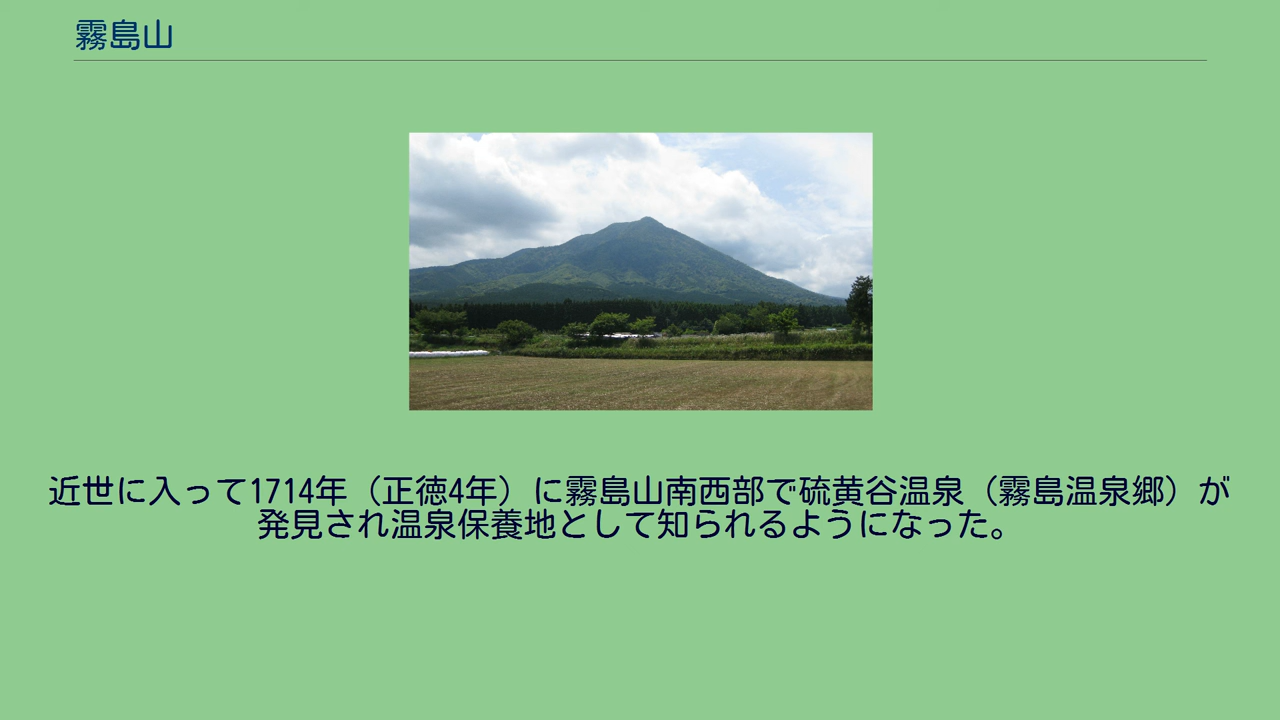 霧島山
近世に入って1714年（正徳4年）に霧島山南西部で硫黄谷温泉（霧島温泉郷）が
発見され温泉保養地として知られるようになった。